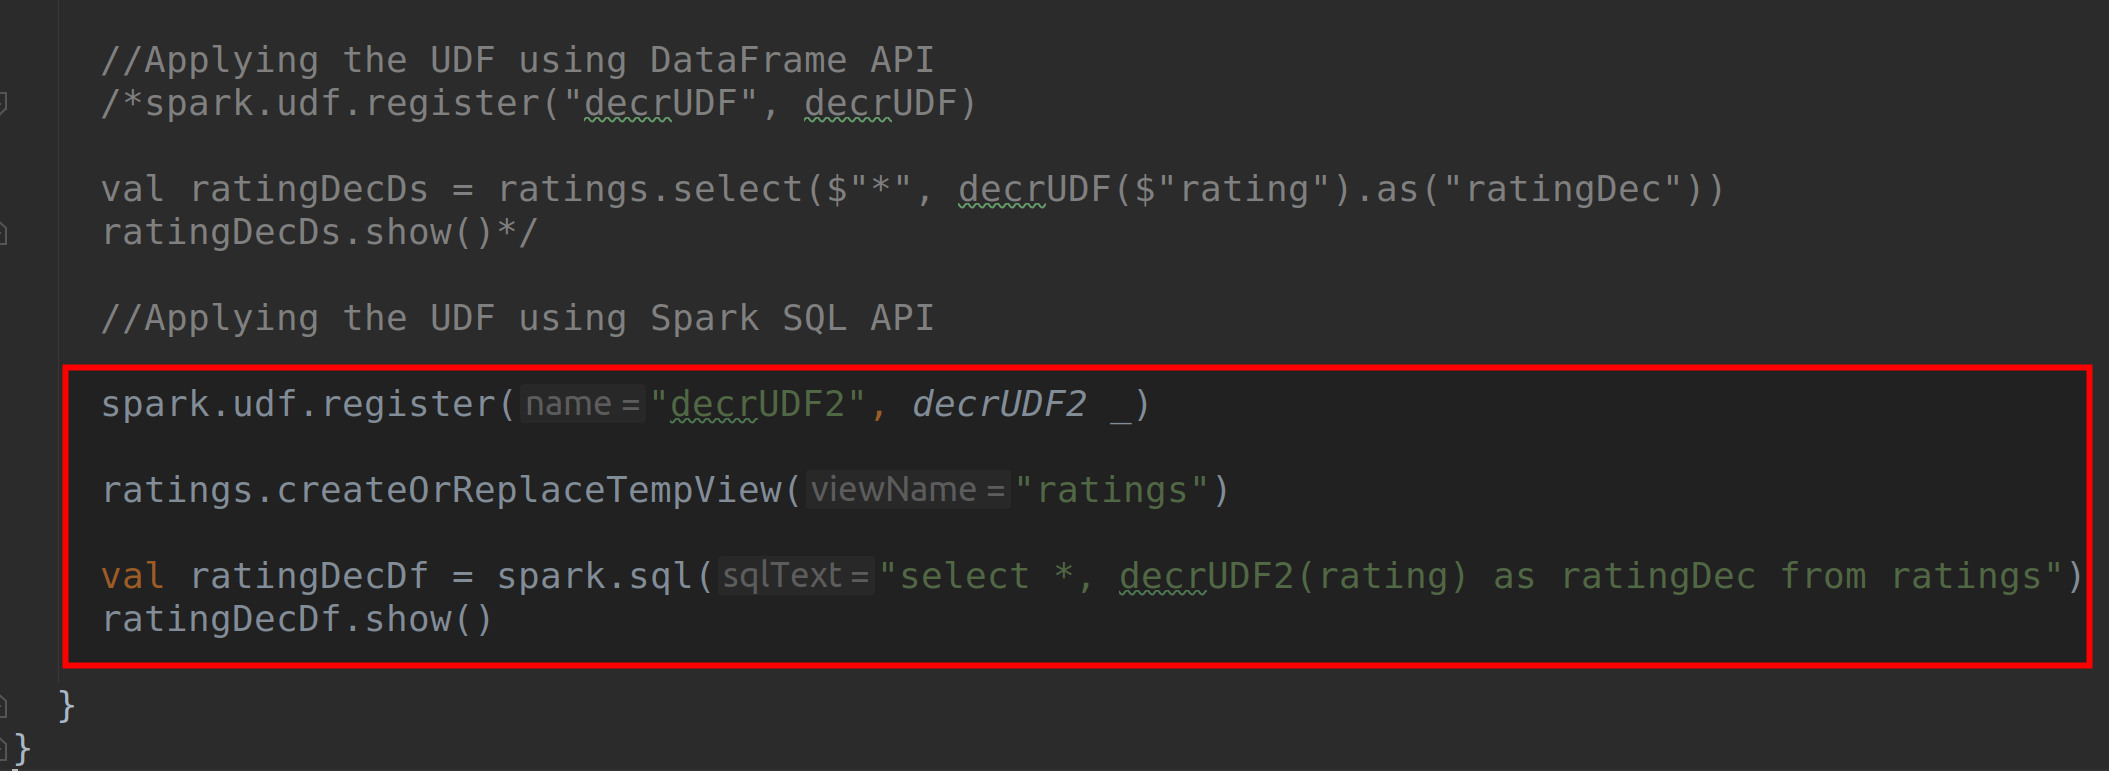 //Applying the UDF using DataFrame API
/*spark.udf.register("decrUDF", decrUDF)
val ratingDecDs = ratings.select($"*", decrUDF($"rating").as("ratingDec"))
ratingDecDs.show()*/
//Applying the UDF using Spark SQL API
spark.udf.register( name = "decrUDF2", decrUDF2 _)
ratings.createOrReplaceTempView( viewName = "ratings")
val ratingDecDf = spark.sql( sqlText = "select *, decrUDF2(rating) as ratingDec from ratings")
ratingDecDf.show()
}
}